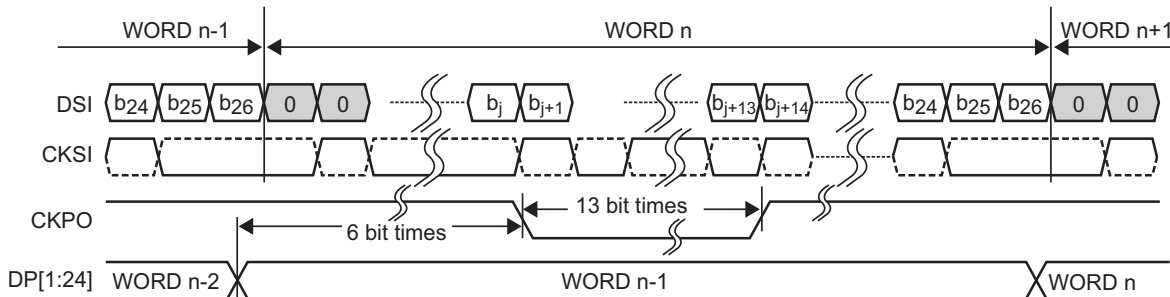 WORD n-1 WORD n WORD n+1
DSI b24 b25 b26 0 0 bj bj+1 bj+13 bj+14 b24 b25 b26 0 0
CKSI
CKPO 6 bit times 13 bit times
DP[1:24] WORD n-2 WORD n-1 WORD n